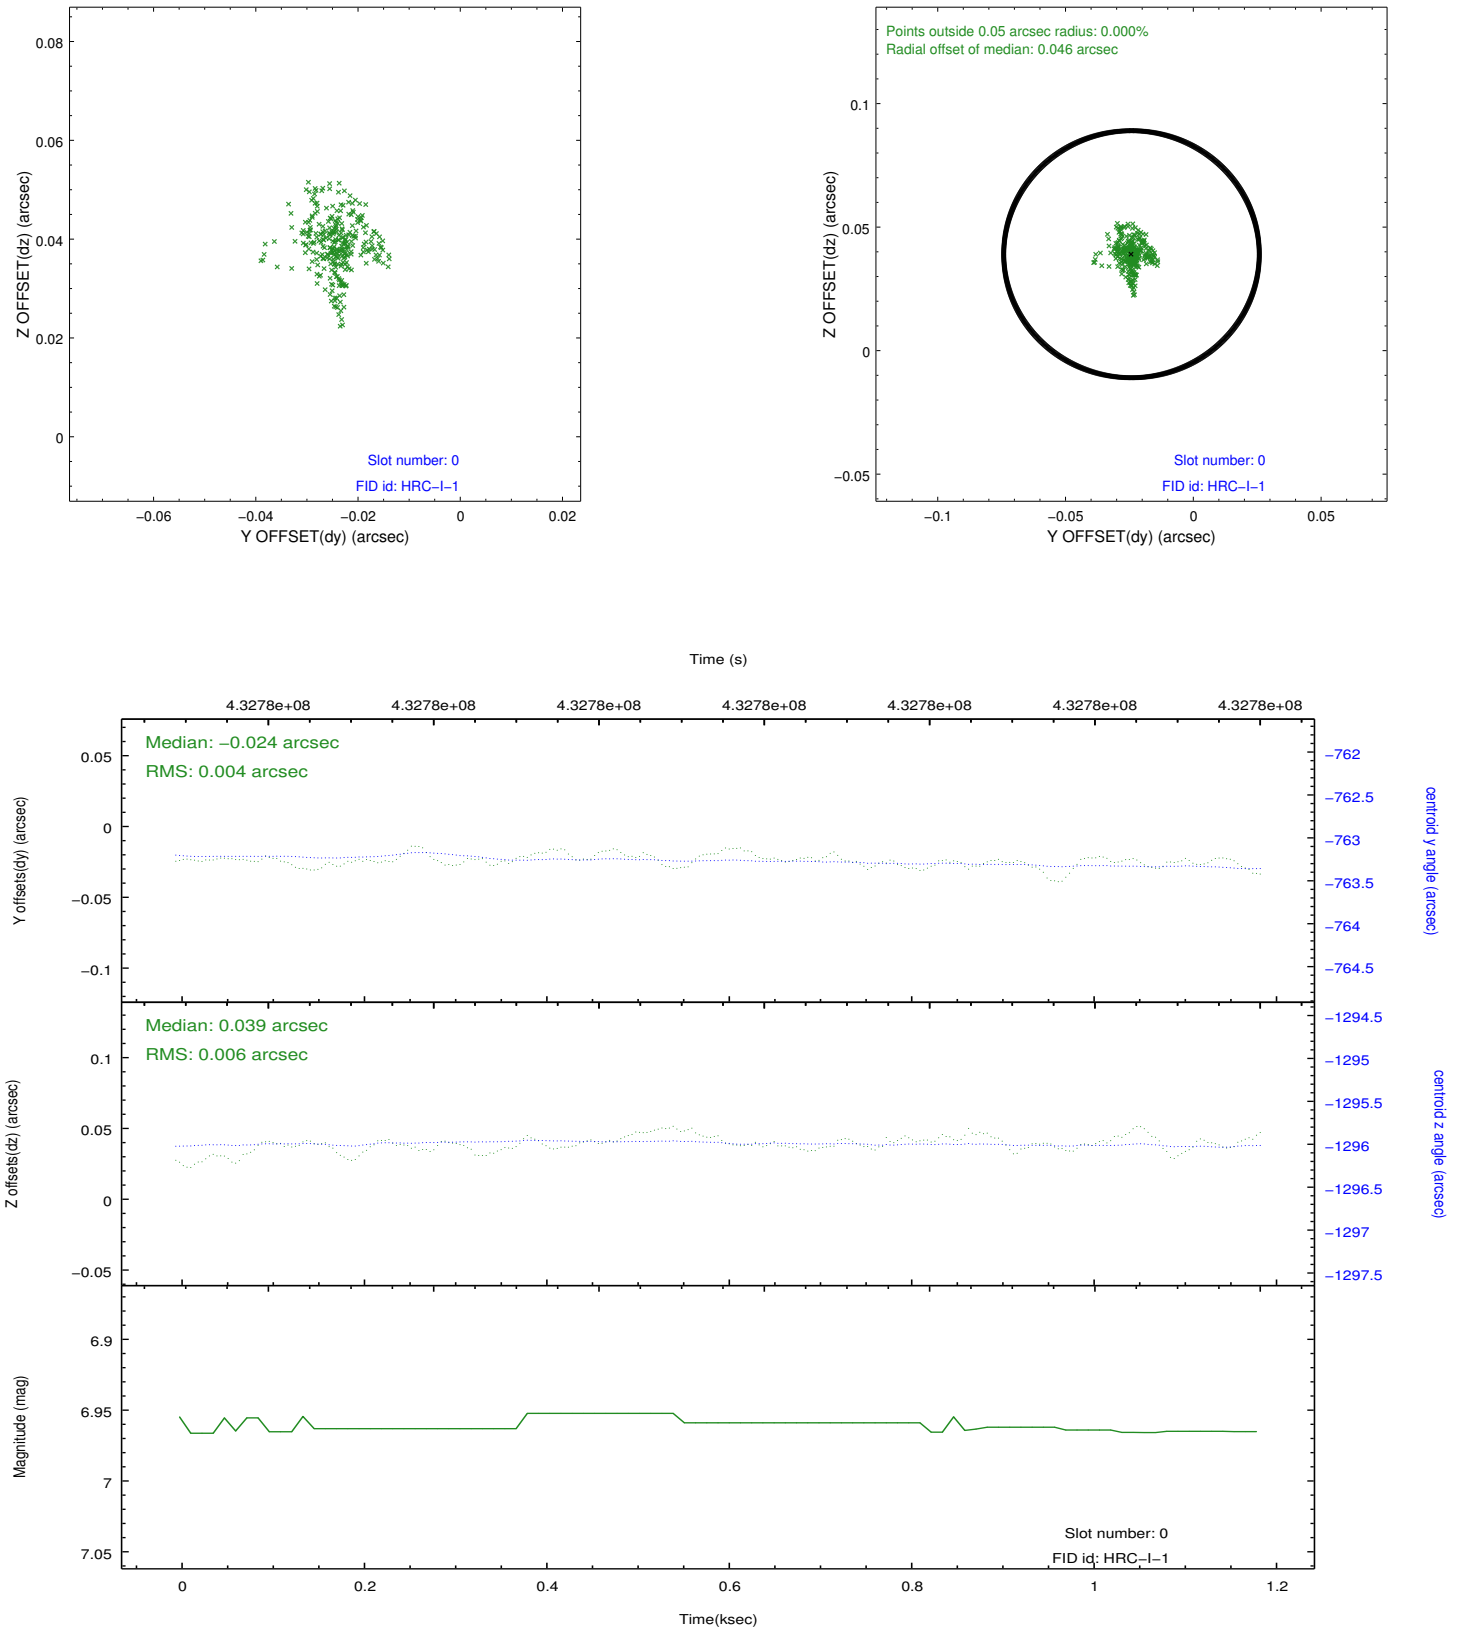 0.08
0.06
0.04
0.02
0
Z OFFSET(dz) (arcsec)
Slot number: 0
FID id: HRC−I−1
−0.06 −0.04 −0.02 0 0.02
Y OFFSET(dy) (arcsec)
Points outside 0.05 arcsec radius: 0.000%
Radial offset of median: 0.046 arcsec
0.1
0.05
0
−0.05
Z OFFSET(dz) (arcsec)
Slot number: 0
FID id: HRC−I−1
−0.1 −0.05 0 0.05
Y OFFSET(dy) (arcsec)
Time (s)
4.3278e+08 4.3278e+08 4.3278e+08 4.3278e+08 4.3278e+08 4.3278e+08 4.3278e+08
Median: −0.024 arcsec
RMS: 0.004 arcsec
0.05
0
−0.05
−0.1
Y offsets(dy) (arcsec)
−762
−762.5
−763
−763.5
−764
−764.5
centroid y angle (arcsec)
Median: 0.039 arcsec
RMS: 0.006 arcsec
0.1
0.05
0
−0.05
Z offsets(dz) (arcsec)
−1294.5
−1295
−1295.5
−1296
−1296.5
−1297
−1297.5
centroid z angle (arcsec)
6.9
6.95
7
7.05
Magnitude (mag)
Slot number: 0
FID id: HRC−I−1
0 0.2 0.4 0.6 0.8 1 1.2
Time(ksec)